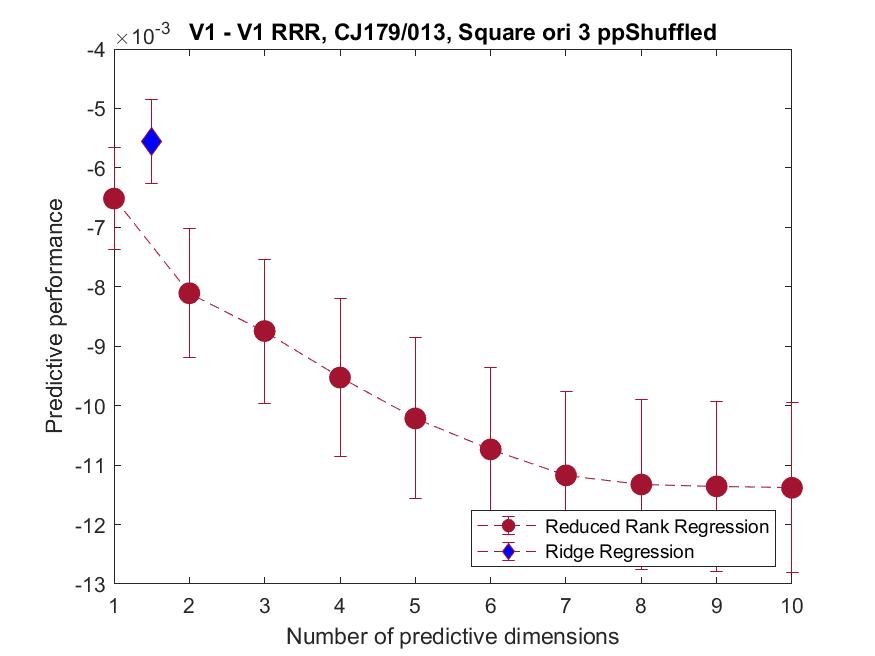 ×10-3
V1 - V1 RRR, CJ179/013, Square ori 3 ppShuffled
-4
-5
-6
-7
-8
-9
-10
-11
-12
-13
Predictive performance
Reduced Rank Regression
Ridge Regression
1 2 3 4 5 6 7 8 9 10
Number of predictive dimensions